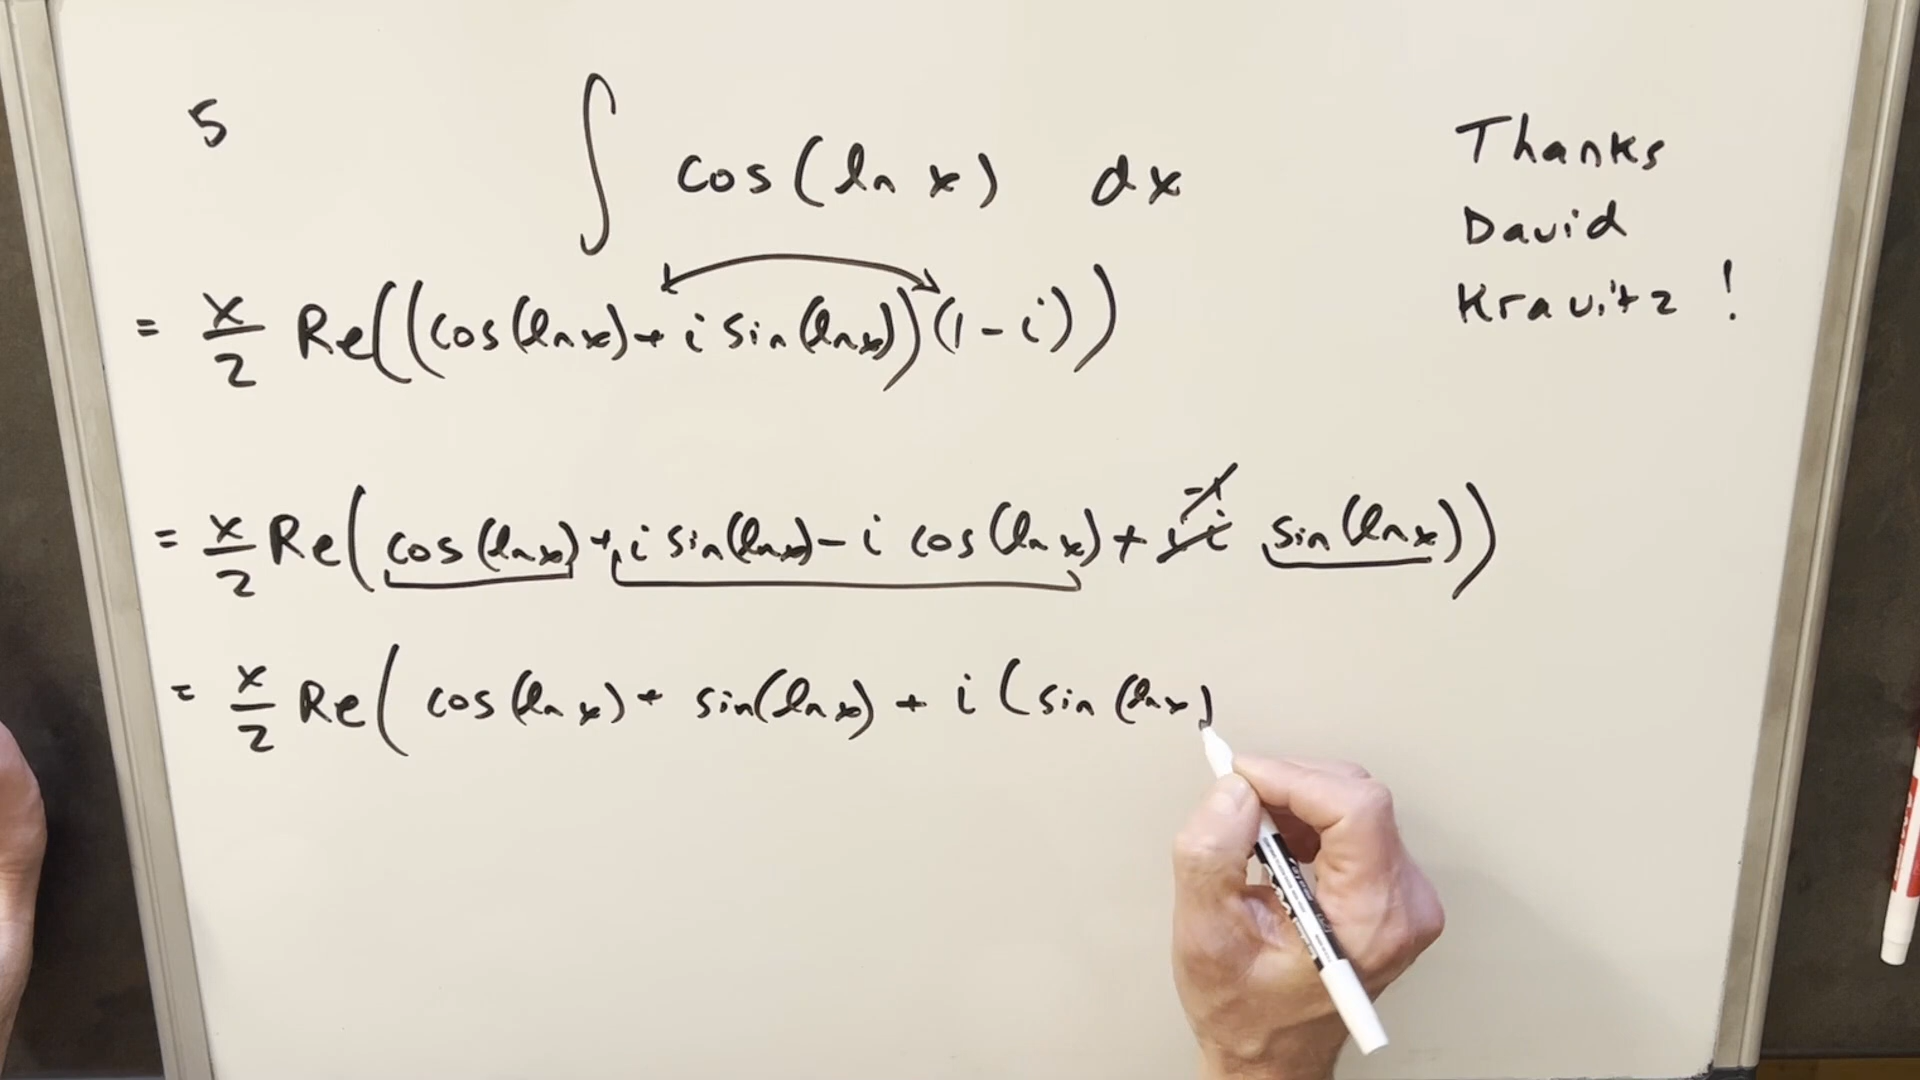 5
∫ cos(ln x) dx
Thanks
David
Kravitz !
= x/2 Re((cos(ln x) + i sin(ln x))(1 - i))
= x/2 Re(cos(ln x) + i sin(ln x) - i cos(ln x) + -1 sin(ln x))
= x/2 Re( cos(ln x) + sin(ln x) + i (sin (ln x)